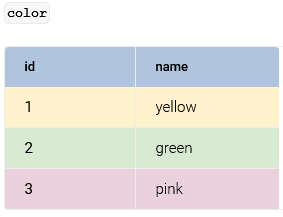 color
id name
1 yellow
2 green
3 pink